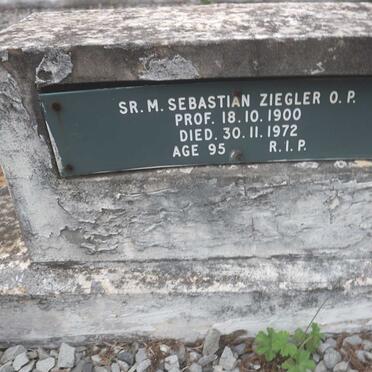 SR. M. SEBASTIAN ZIEGLER O. P.
PROF. 18. 10. 1900
DIED. 30. 11. 1972
AGE 95 R. I. P.